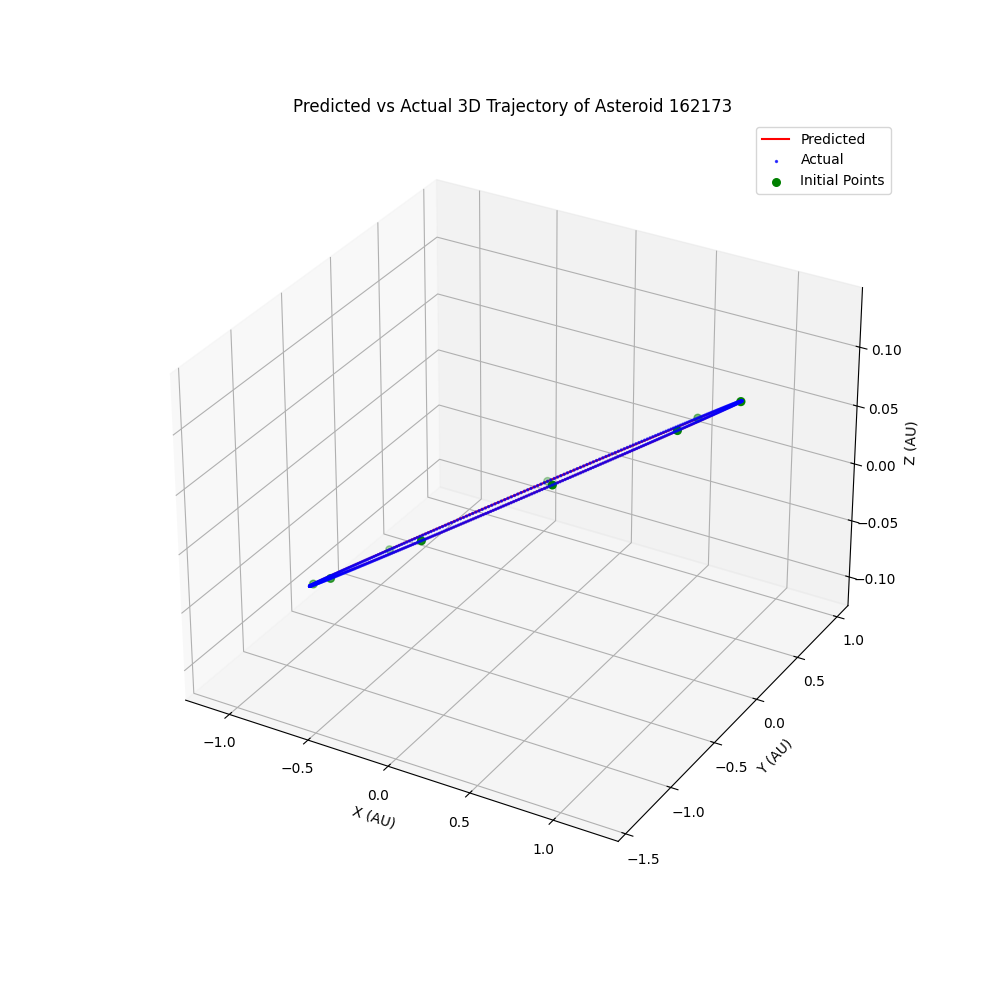 Predicted vs Actual 3D Trajectory of Asteroid 162173
Predicted
Actual
Initial Points
0.10
0.05
0.00
−0.05
−0.10
Z (AU)
1.0
0.5
0.0
−0.5
−1.0
−1.5
Y (AU)
−1.0
−0.5
0.0
0.5
1.0
X (AU)